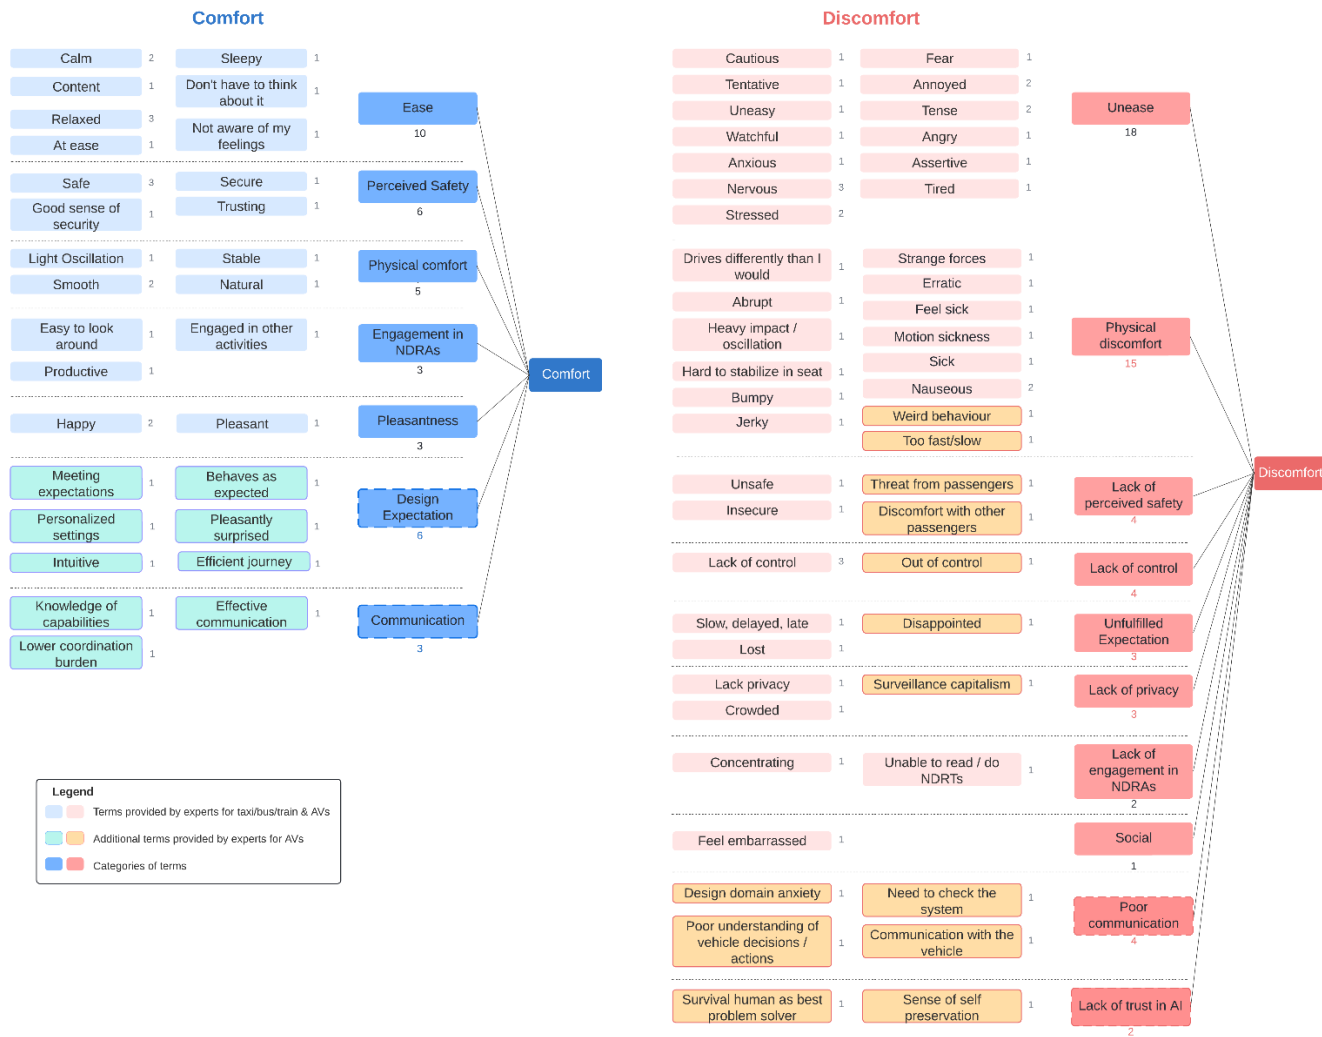 Comfort
Calm 2
Sleepy 1
Content 1
Don't have to think
about it 1
Relaxed 3
Not aware of my
feelings 1
At ease 1
Ease
10
Safe 3
Secure 1
Good sense of
security 1
Trusting 1
Perceived Safety
6
Light Oscillation 1
Stable 1
Smooth 2
Natural 1
Physical comfort
5
Easy to look
around 1
Engaged in other
activities 1
Productive 1
Engagement in
NDRAs
3
Happy 2
Pleasant 1
Pleasantness
3
Meeting
expectations 1
Behaves as
expected 1
Personalized
settings 1
Pleasantly
surprised 1
Intuitive 1
Efficient journey 1
Design
Expectation
6
Knowledge of
capabilities 1
Effective
communication 1
Lower coordination
burden 1
Communication
3
Comfort
Legend
Terms provided by experts for taxi/bus/train & AVs
Additional terms provided by experts for AVs
Categories of terms
Discomfort
Cautious 1
Fear 1
Tentative 1
Annoyed 2
Uneasy 1
Tense 2
Watchful 1
Angry 1
Anxious 1
Assertive 1
Nervous 3
Tired 1
Stressed 2
Unease
18
Drives differently than I
would 1
Strange forces 1
Erratic 1
Abrupt 1
Feel sick 1
Heavy impact /
oscillation 1
Motion sickness 1
Sick 1
Hard to stabilize in seat 1
Nauseous 2
Bumpy 1
Weird behaviour 1
Jerky 1
Too fast/slow 1
Physical
discomfort
15
Unsafe 1
Threat from passengers 1
Insecure 1
Discomfort with other
passengers 1
Lack of
perceived safety
4
Lack of control 3
Out of control 1
Lack of control
4
Slow, delayed, late 1
Disappointed 1
Lost 1
Unfulfilled
Expectation
3
Lack privacy 1
Surveillance capitalism 1
Crowded 1
Lack of privacy
3
Concentrating 1
Unable to read / do
NDRTs 1
Lack of
engagement in
NDRAs
2
Feel embarrassed 1
Social
1
Design domain anxiety 1
Need to check the
system 1
Poor understanding of
vehicle decisions /
actions 1
Communication with the
vehicle 1
Poor
communication
4
Survival human as best
problem solver 1
Sense of self
preservation 1
Lack of trust in AI
2
Discomfort